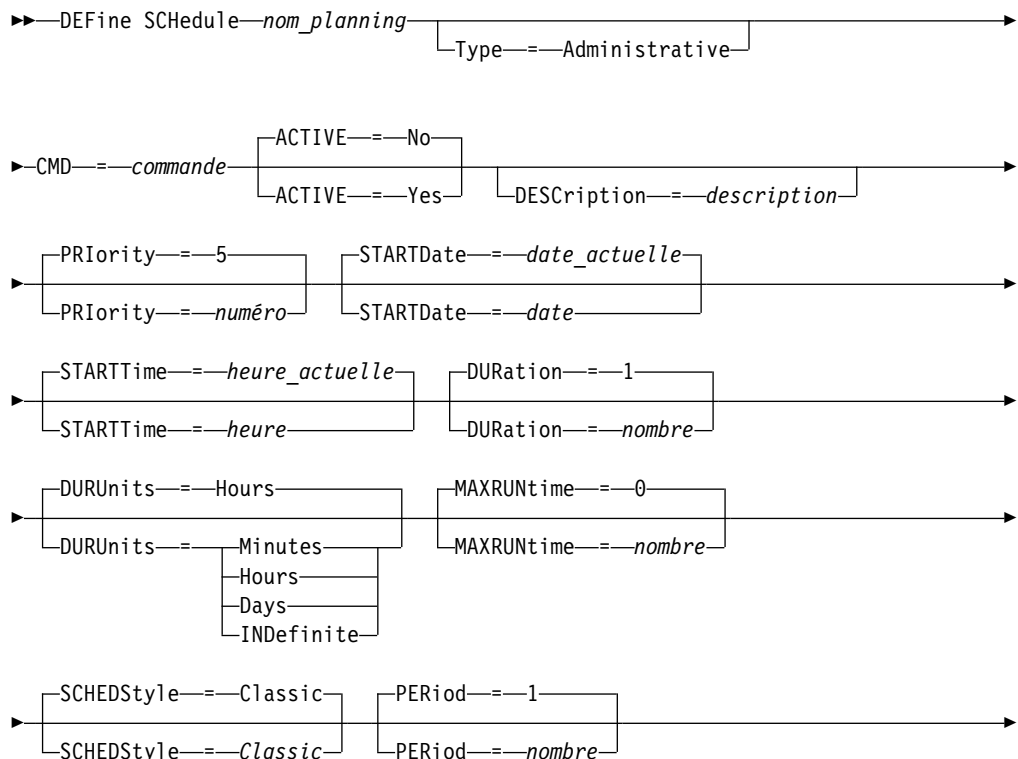 DEFine SCHedule nom_planning
Type = Administrative
ACTIVE = No
CMD = commande
ACTIVE = Yes
DESCription = description
PRIority = 5
STARTDate = date_actuelle
PRIority = numéro
STARTDate = date
STARTTime = heure_actuelle
DURation = 1
STARTTime = heure
DURation = nombre
DURUnits = Hours
MAXRUNtime = 0
DURUnits = Minutes
MAXRUNtime = nombre
Hours
Days
INDefinite
SCHEDStyle = Classic
PERiod = 1
SCHEDStyle = Classic
PERiod = nombre